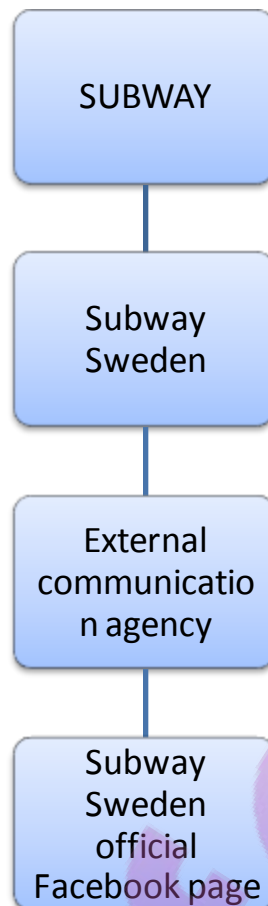 SUBWAY
Subway
Sweden
External
communicatio
n agency
Subway
Sweden
official
Facebook page